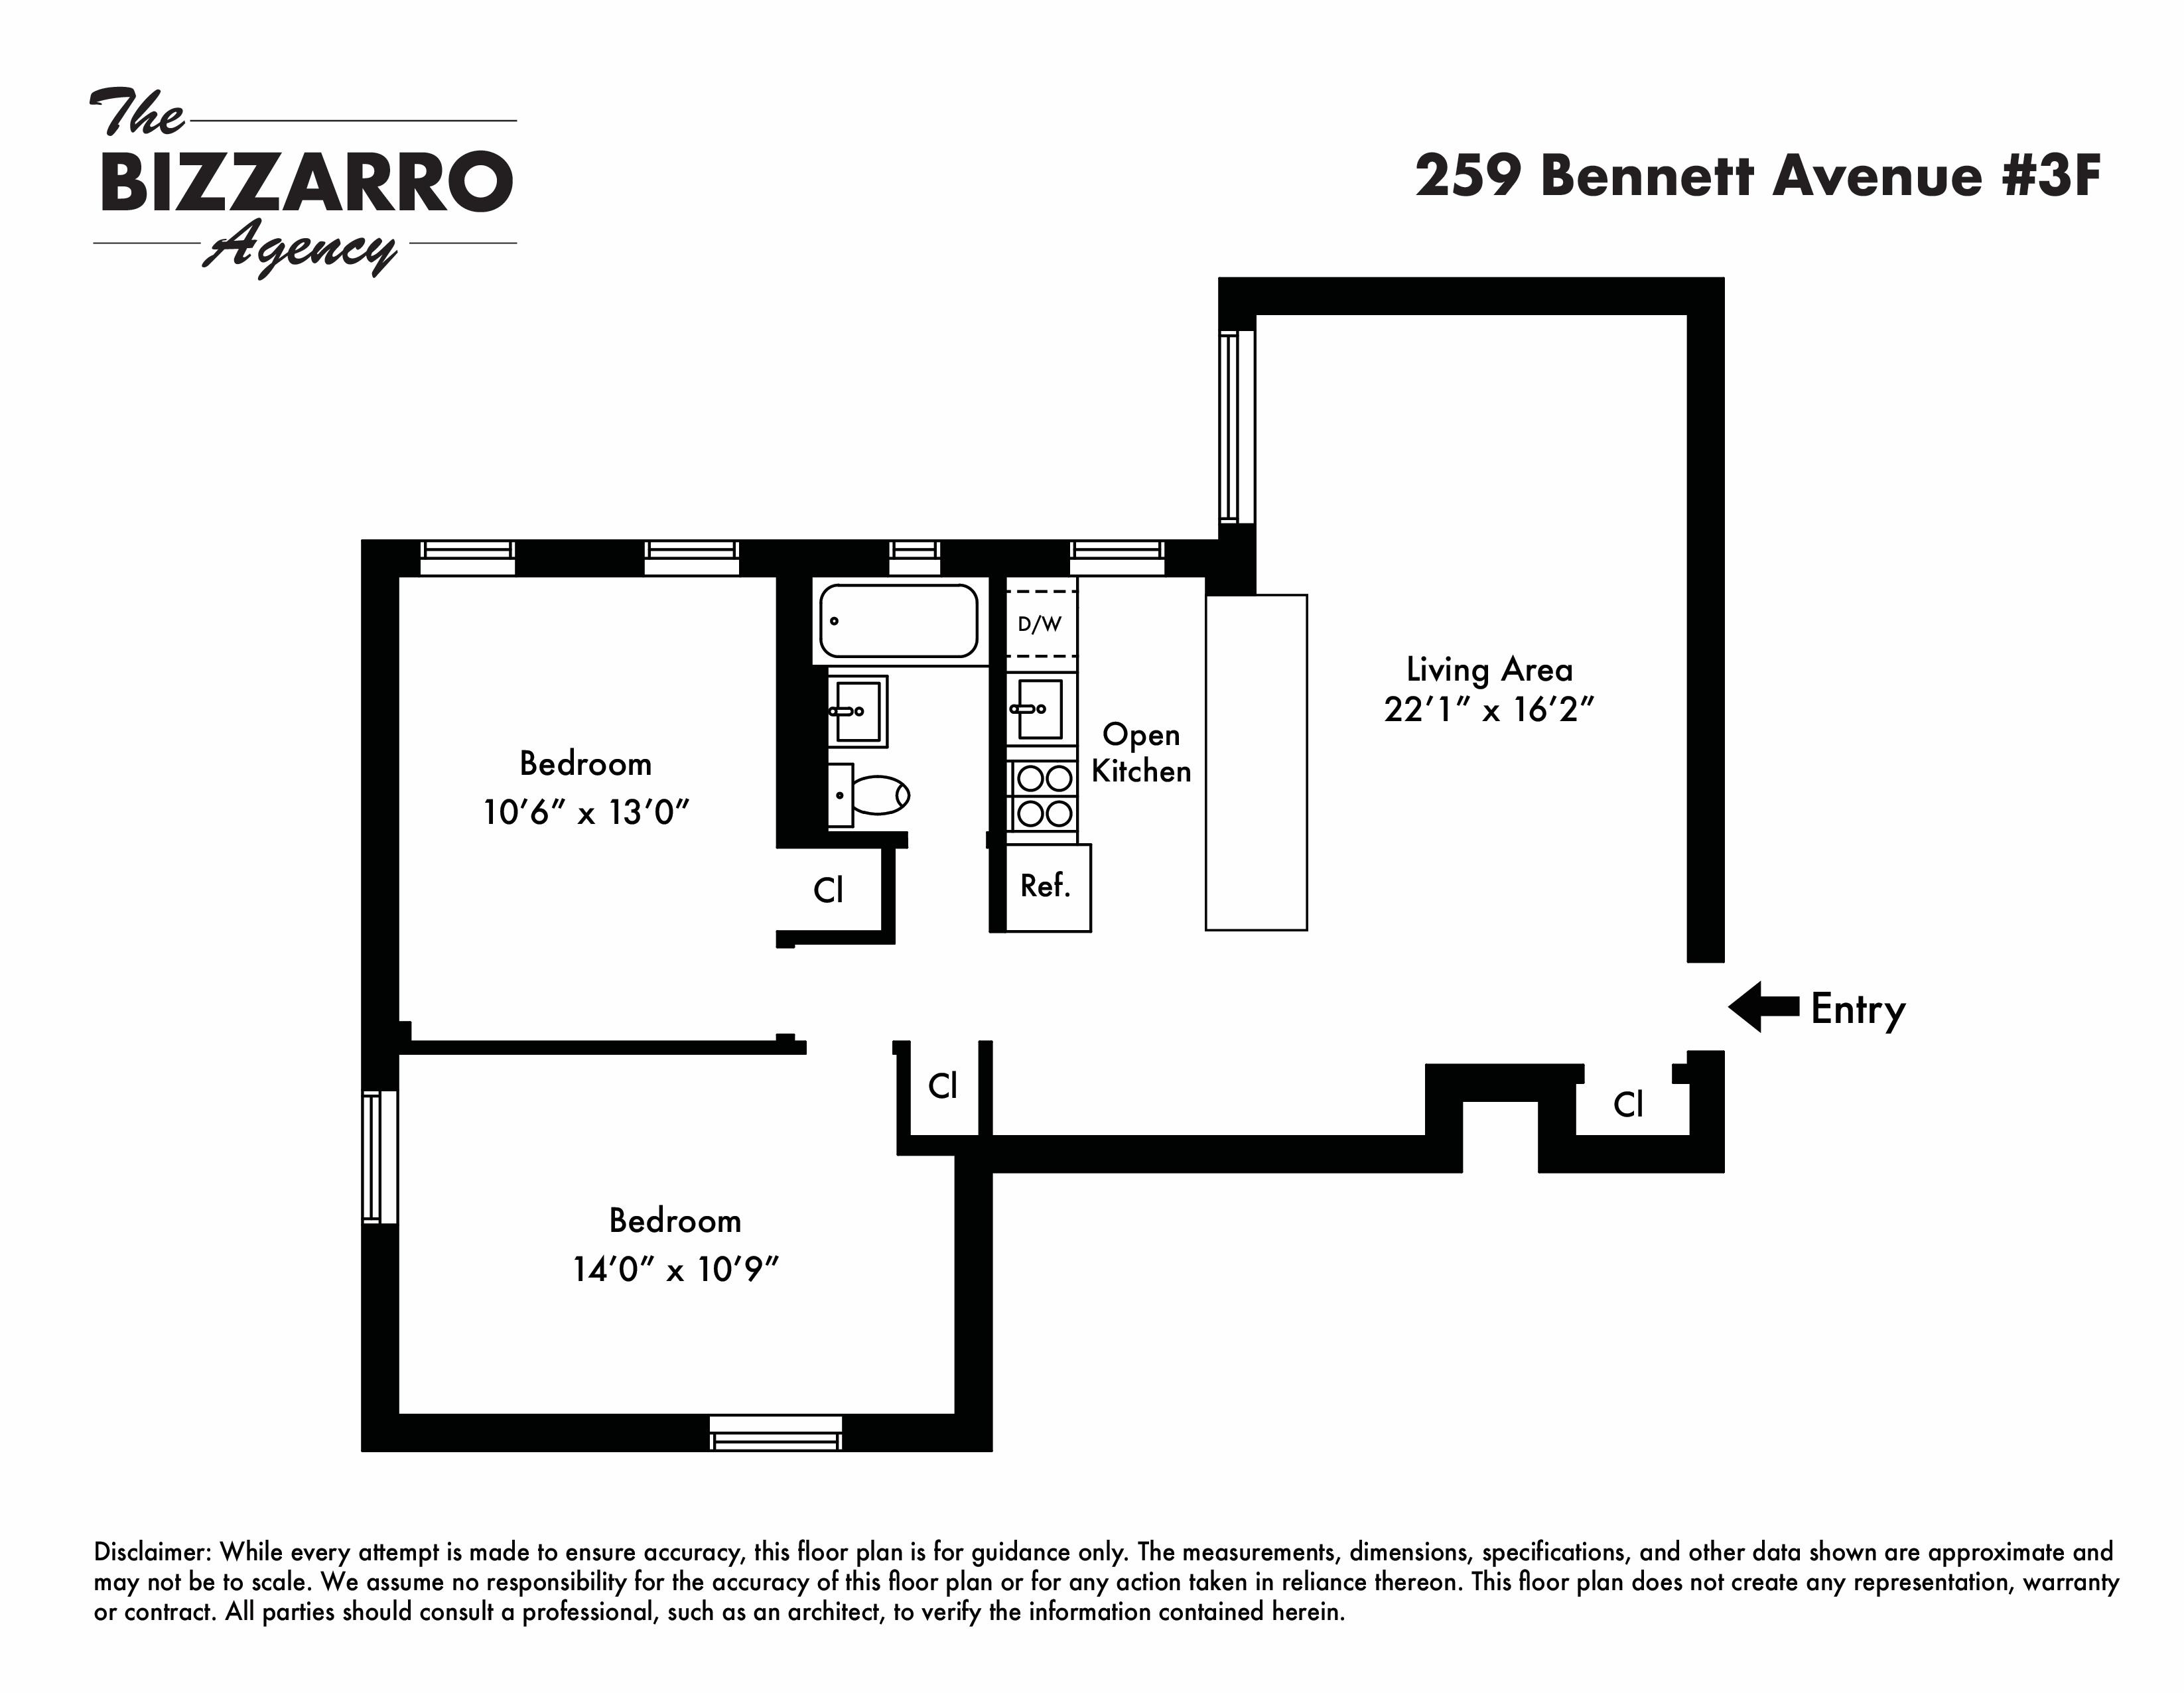 The
BIZZARRO
Agency
259 Bennett Avenue #3F
Living Area
22’1” x 16’2”
D/W
Open
Kitchen
Bedroom
10’6” x 13’0”
Cl
Ref.
Entry
Cl
Cl
Bedroom
14’0” x 10’9”
Disclaimer: While every attempt is made to ensure accuracy, this floor plan is for guidance only. The measurements, dimensions, specifications, and other data shown are approximate and
may not be to scale. We assume no responsibility for the accuracy of this floor plan or for any action taken in reliance thereon. This floor plan does not create any representation, warranty
or contract. All parties should consult a professional, such as an architect, to verify the information contained herein.